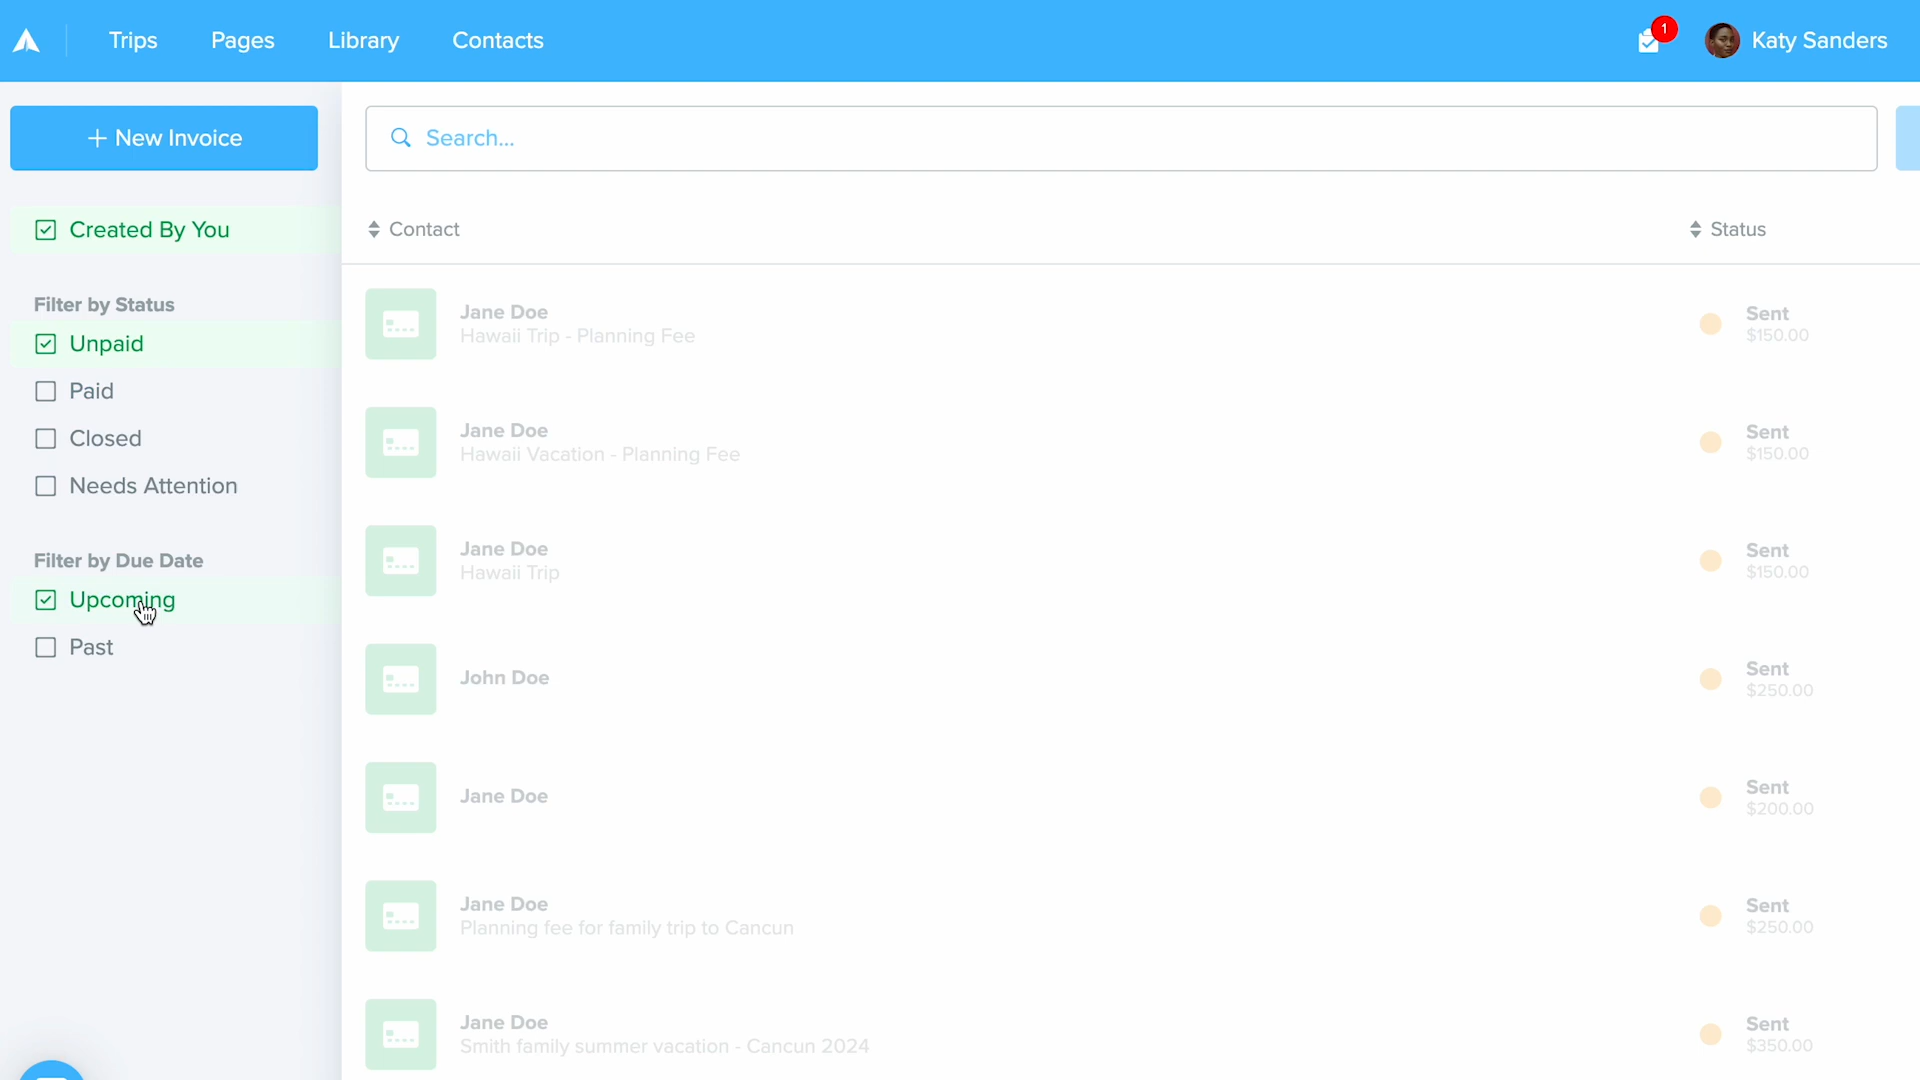 Trips Pages Library Contacts
1
Katy Sanders
+ New Invoice
Search...
Created By You
Filter by Status
Unpaid
Paid
Closed
Needs Attention
Filter by Due Date
Upcoming
Past
Contact Status
Jane Doe
Hawaii Trip - Planning Fee
Sent
$150.00
Jane Doe
Hawaii Vacation - Planning Fee
Sent
$150.00
Jane Doe
Hawaii Trip
Sent
$150.00
John Doe
Sent
$250.00
Jane Doe
Sent
$200.00
Jane Doe
Planning fee for family trip to Cancun
Sent
$250.00
Jane Doe
Smith family summer vacation - Cancun 2024
Sent
$350.00